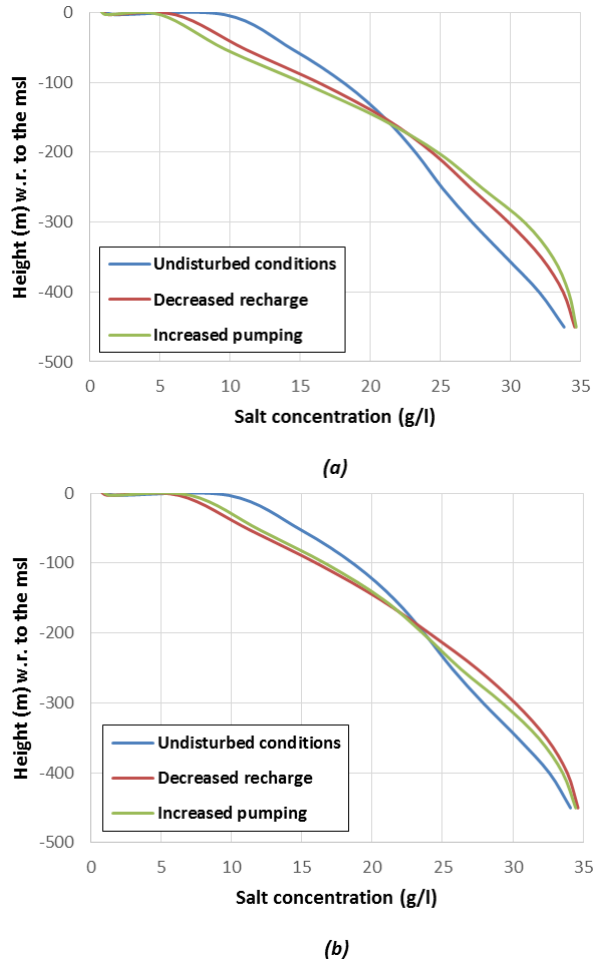 0
-100
-200
-300
-400
-500
Height (m) w.r. to the msl
Undisturbed conditions
Decreased recharge
Increased pumping
0 5 10 15 20 25 30 35
Salt concentration (g/l)
(a)
0
-100
-200
-300
-400
-500
Height (m) w.r. to the msl
Undisturbed conditions
Decreased recharge
Increased pumping
0 5 10 15 20 25 30 35
Salt concentration (g/l)
(b)